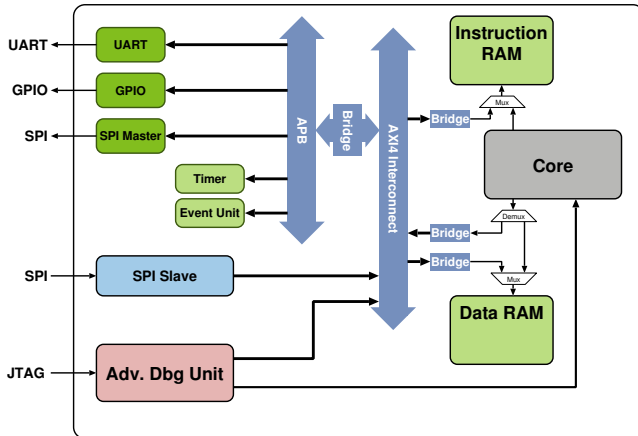 UART
UART
GPIO
GPIO
SPI
SPI Master
Timer
Event Unit
SPI
SPI Slave
JTAG
Adv. Dbg Unit
APB
Bridge
AXI4 Interconnect
Instruction
RAM
Mux
Bridge
Core
Demux
Bridge
Bridge
Mux
Data RAM